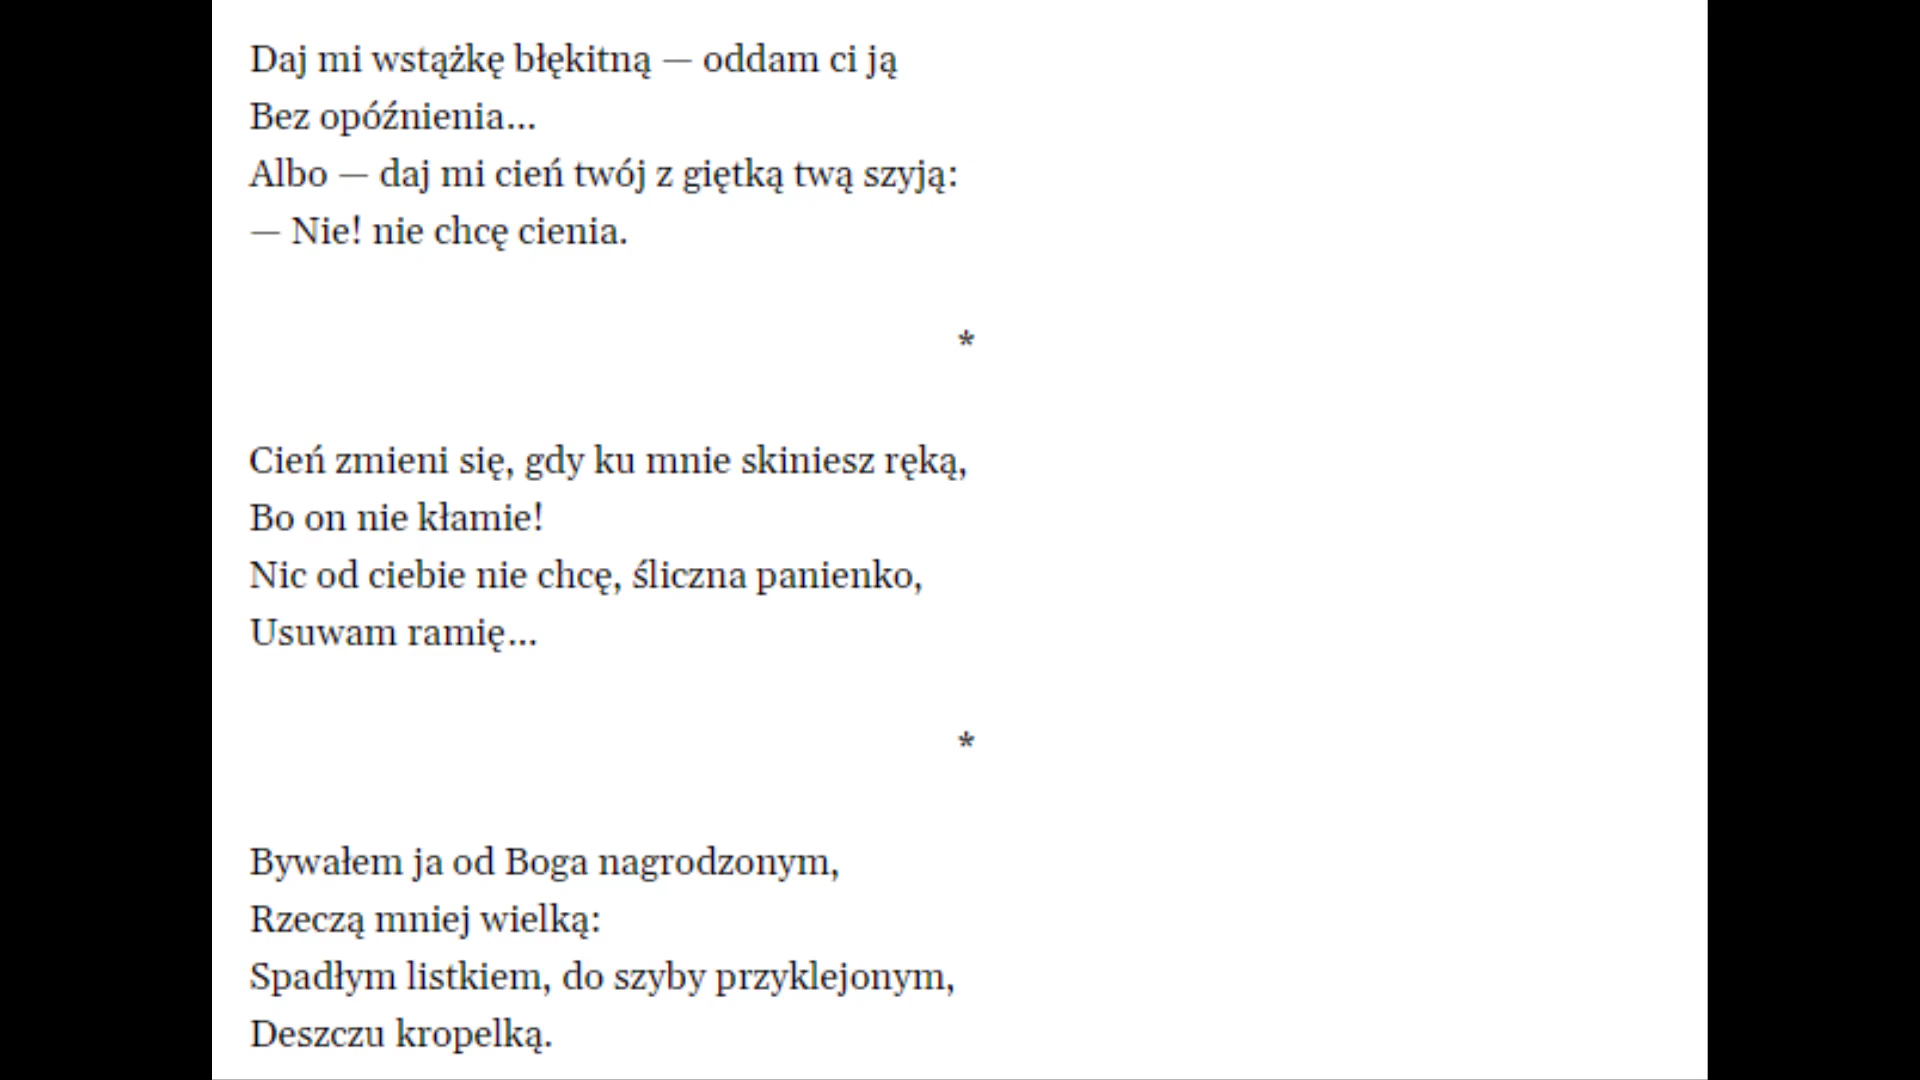 Daj mi wstążkę błękitną — oddam ci ją
Bez opóźnienia...
Albo — daj mi cień twój z giętką twą szyją:
— Nie! nie chcę cienia.
*
Cień zmieni się, gdy ku mnie skiniesz ręką,
Bo on nie kłamie!
Nic od ciebie nie chcę, śliczna panienko,
Usuwam ramię...
*
Bywałem ja od Boga nagrodzonym,
Rzeczą mniej wielką:
Spadłym listkiem, do szyby przyklejonym,
Deszczu kropelką.